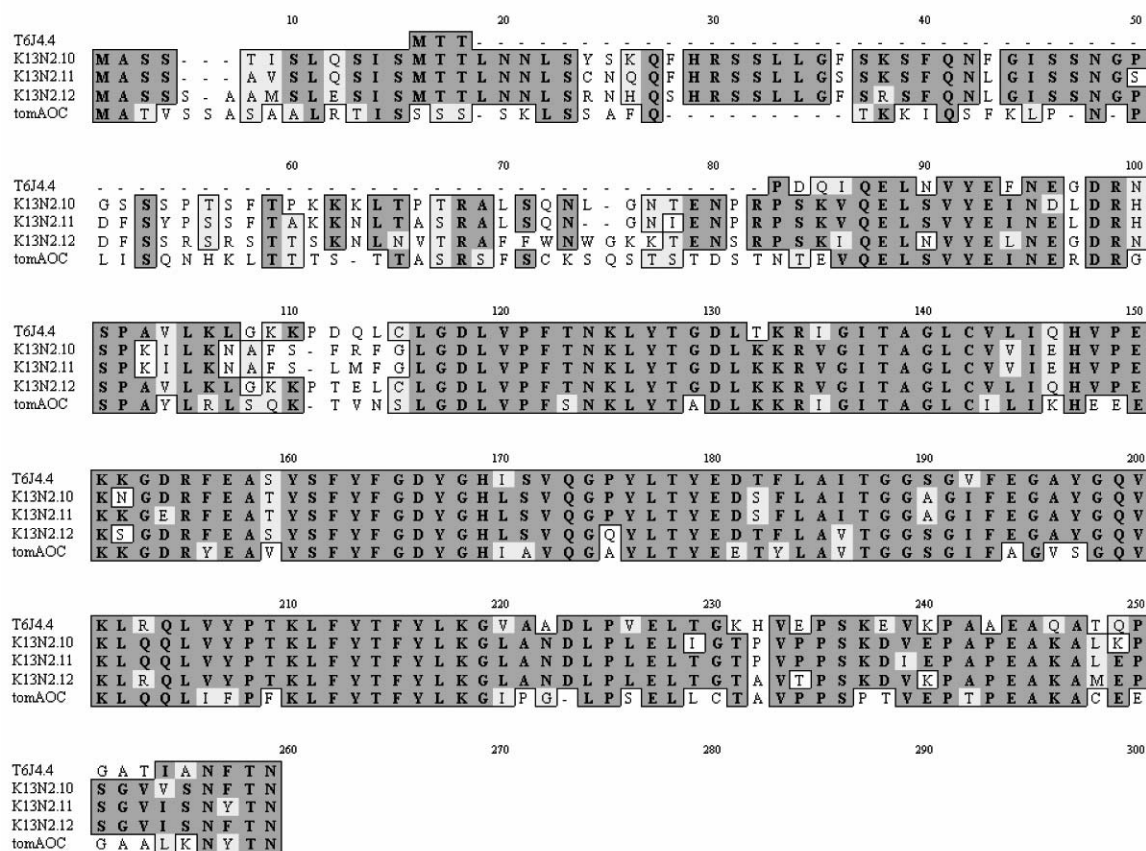 10 20 30 40 50
T6J4.4 M T T - - - - - - - - - - - - - - - - - - - - - - - - - - - - - - - -
K13N2.10 M A S S - - - T I S L Q S I S M T T L N N L S Y S K Q F H R S S L L G F S K S F Q N F G I S S N G P
K13N2.11 M A S S - - - A V S L Q S I S M T T L N N L S C N Q Q F H R S S L L G S S K S F Q N L G I S S N G S
K13N2.12 M A S S S - A A M S L E S I S M T T L N N L S R N H Q S H R S S L L G F S R S F Q N L G I S S N G P
tomAOC M A T V S S A S A A L R T I S S S S - S K L S S A F Q - - - - - - - - - T K K I Q S F K L P - N - P
60 70 80 90 100
T6J4.4 - - - - - - - - - - - - - - - - - - - - - - - - - - - - - - - - P D Q I Q E L N V Y E F N E G D R N
K13N2.10 G S S S P T S F T P K K K L T P T R A L S Q N L - G N T E N P R P S K V Q E L S V Y E I N D L D R H
K13N2.11 D F S Y P S S F T A K K N L T A S R A L S Q N - - G N I E N P R P S K V Q E L S V Y E I N E L D R H
K13N2.12 D F S S R S R S T T S K N L N V T R A F F W N W G K K T E N S R P S K I Q E L N V Y E L N E G D R N
tomAOC L I S Q N H K L T T T S - T T A S R S F S C K S Q S T S T D S T N T E V Q E L S V Y E I N E R D R G
110 120 130 140 150
T6J4.4 S P A V L K L G K K P D Q L C L G D L V P F T N K L Y T G D L T K R I G I T A G L C V L I Q H V P E
K13N2.10 S P K I L K N A F S - F R F G L G D L V P F T N K L Y T G D L K K R V G I T A G L C V V I E H V P E
K13N2.11 S P K I L K N A F S - L M F G L G D L V P F T N K L Y T G D L K K R V G I T A G L C V V I E H V P E
K13N2.12 S P A V L K L G K K P T E L C L G D L V P F T N K L Y T G D L K K R V G I T A G L C V L I Q H V P E
tomAOC S P A Y L R L S Q K - T V N S L G D L V P F S N K L Y T A D L K K R I G I T A G L C I L I K H E E E
160 170 180 190 200
T6J4.4 K K G D R F E A S Y S F Y F G D Y G H I S V Q G P Y L T Y E D T F L A I T G G S G V F E G A Y G Q V
K13N2.10 K N G D R F E A T Y S F Y F G D Y G H L S V Q G P Y L T Y E D S F L A I T G G A G I F E G A Y G Q V
K13N2.11 K K G E R F E A T Y S F Y F G D Y G H L S V Q G P Y L T Y E D S F L A I T G G A G I F E G A Y G Q V
K13N2.12 K S G D R F E A S Y S F Y F G D Y G H L S V Q G Q Y L T Y E D T F L A V T G G S G I F E G A Y G Q V
tomAOC K K G D R Y E A V Y S F Y F G D Y G H I A V Q G A Y L T Y E E T Y L A V T G G S G I F A G V S G Q V
210 220 230 240 250
T6J4.4 K L R Q L V Y P T K L F Y T F Y L K G V A A D L P V E L T G K H V E P S K E V K P A A E A Q A T Q P
K13N2.10 K L Q Q L V Y P T K L F Y T F Y L K G L A N D L P L E L I G T P V P P S K D V E P A P E A K A L K P
K13N2.11 K L Q Q L V Y P T K L F Y T F Y L K G L A N D L P L E L T G T P V P P S K D I E P A P E A K A L E P
K13N2.12 K L R Q L V Y P T K L F Y T F Y L K G L A N D L P L E L T G T A V T P S K D V K P A P E A K A M E P
tomAOC K L Q Q L I F P F K L F Y T F Y L K G I P G - L P S E L L C T A V P P S P T V E P T P E A K A C E E
260 270 280 290 300
T6J4.4 G A T I A N F T N
K13N2.10 S G V V S N F T N
K13N2.11 S G V I S N Y T N
K13N2.12 S G V I S N F T N
tomAOC G A A L K N Y T N